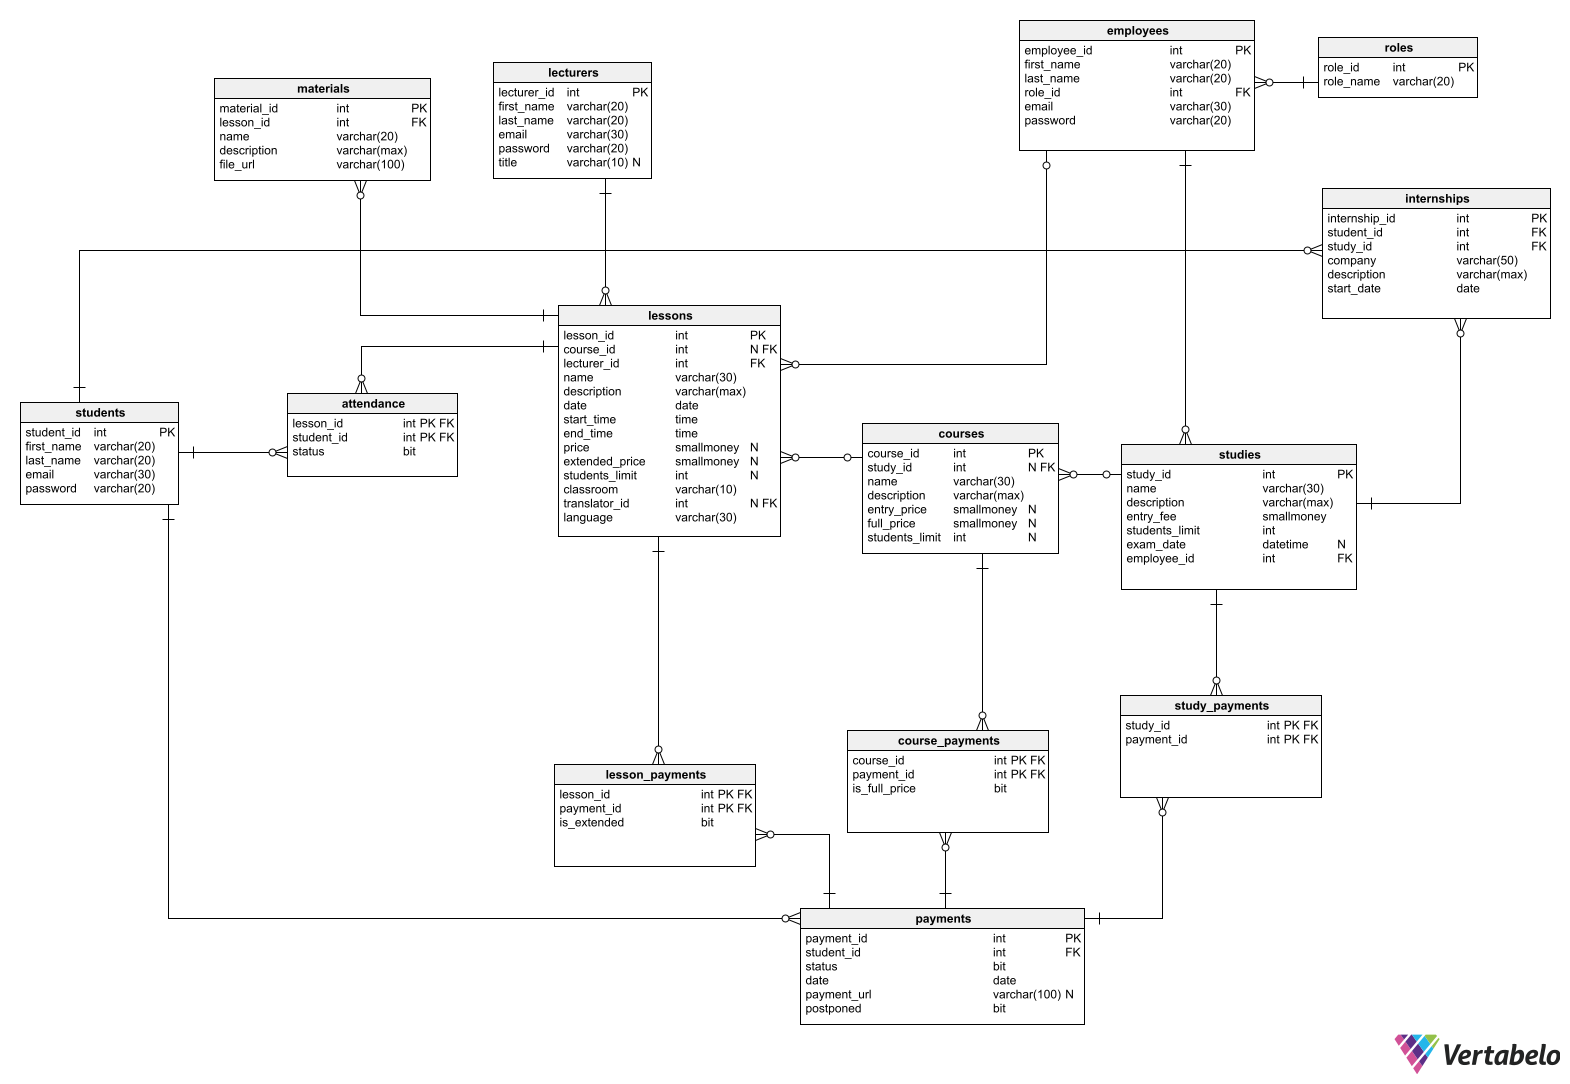 employees
employee_id int PK
first_name varchar(20)
last_name varchar(20)
role_id int FK
email varchar(30)
password varchar(20)
roles
role_id int PK
role_name varchar(20)
lecturers
lecturer_id int PK
first_name varchar(20)
last_name varchar(20)
email varchar(30)
password varchar(20)
title varchar(10) N
materials
material_id int PK
lesson_id int FK
name varchar(20)
description varchar(max)
file_url varchar(100)
internships
internship_id int PK
student_id int FK
study_id int FK
company varchar(50)
description varchar(max)
start_date date
lessons
lesson_id int PK
course_id int N FK
lecturer_id int FK
name varchar(30)
description varchar(max)
date date
start_time time
end_time time
price smallmoney N
extended_price smallmoney N
students_limit int N
classroom varchar(10)
translator_id int N FK
language varchar(30)
attendance
lesson_id int PK FK
student_id int PK FK
status bit
students
student_id int PK
first_name varchar(20)
last_name varchar(20)
email varchar(30)
password varchar(20)
courses
course_id int PK
study_id int N FK
name varchar(30)
description varchar(max)
entry_price smallmoney N
full_price smallmoney N
students_limit int N
studies
study_id int PK
name varchar(30)
description varchar(max)
entry_fee smallmoney
students_limit int
exam_date datetime N
employee_id int FK
study_payments
study_id int PK FK
payment_id int PK FK
course_payments
course_id int PK FK
payment_id int PK FK
is_full_price bit
lesson_payments
lesson_id int PK FK
payment_id int PK FK
is_extended bit
payments
payment_id int PK
student_id int FK
status bit
date date
payment_url varchar(100) N
postponed bit
Vertabelo